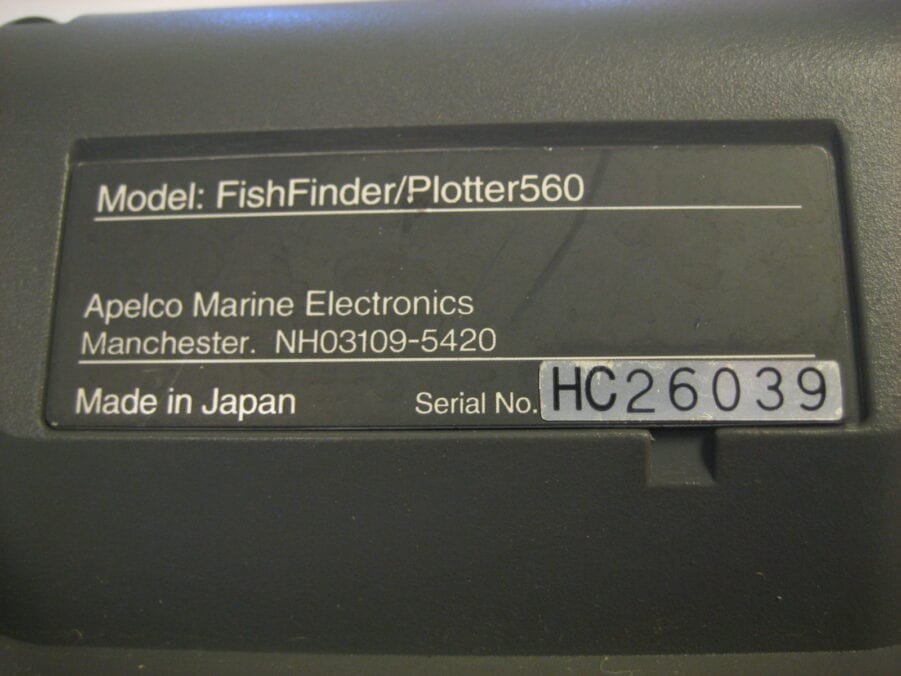 Model: FishFinder/Plotter560
Apelco Marine Electronics
Manchester. NH03109-5420
Made in Japan Serial No. HC26039